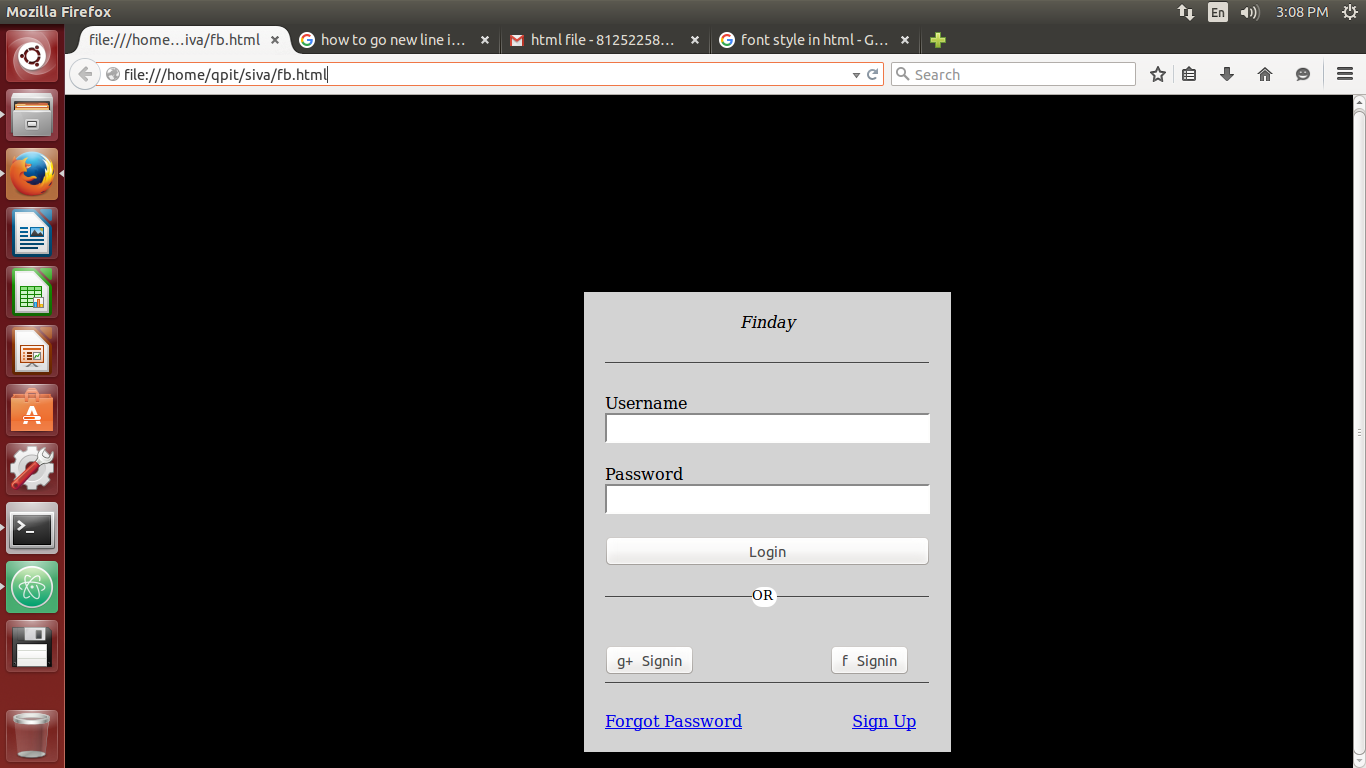 Mozilla Firefox
En
3:08 PM
file:///home...iva/fb.html
how to go new line i...
html file - 81252258...
font style in html - G...
file:///home/qpit/siva/fb.html
Search
Finday
Username
Password
Login
OR
g+ Signin
f Signin
Forgot Password
Sign Up